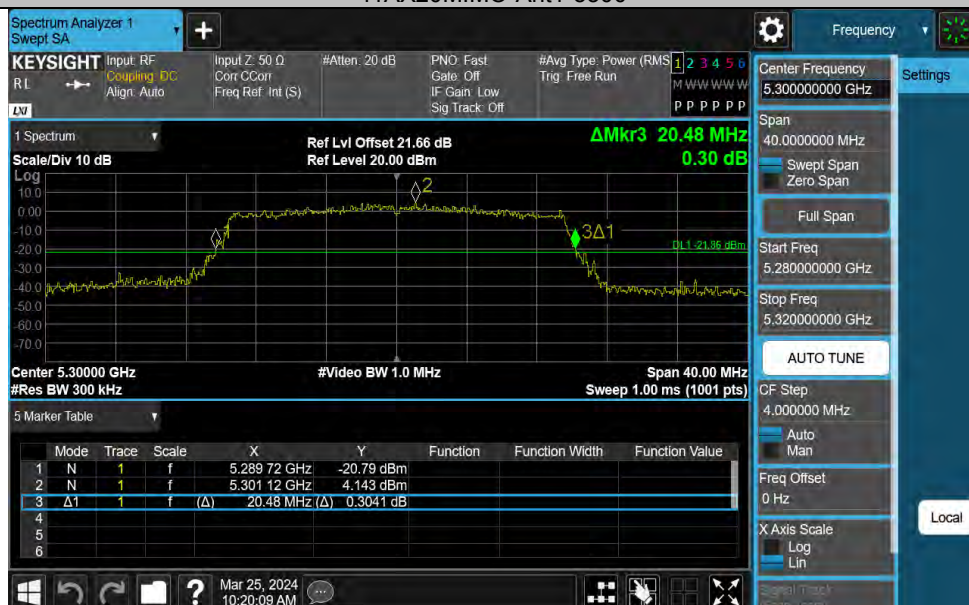 Spectrum Analyzer 1
Swept SA
Frequency
KEYSIGHT
RL
LXI
Input: RF
Coupling: DC
Align: Auto
Input Z: 50 Ω
Corr CCorr
Freq Ref: Int (S)
#Atten: 20 dB
PNO: Fast
Gate: Off
IF Gain: Low
Sig Track: Off
#Avg Type: Power (RMS
Trig: Free Run
1 2 3 4 5 6
M W W W W W
P P P P P P
1 Spectrum
Scale/Div 10 dB
Ref Lvl Offset 21.66 dB
Ref Level 20.00 dBm
ΔMkr3 20.48 MHz
0.30 dB
Log
10.0
0.00
-10.0
-20.0
-30.0
-40.0
-50.0
-60.0
-70.0
2
3Δ1
DL1 -21.86 dBm
Center 5.30000 GHz
#Video BW 1.0 MHz
Span 40.00 MHz
#Res BW 300 kHz
Sweep 1.00 ms (1001 pts)
5 Marker Table
Mode Trace Scale X Y Function Function Width Function Value
1 N 1 f 5.289 72 GHz -20.79 dBm
2 N 1 f 5.301 12 GHz 4.143 dBm
3 Δ1 1 f (Δ) 20.48 MHz (Δ) 0.3041 dB
4
5
6
Mar 25, 2024
10:20:09 AM
Center Frequency
5.300000000 GHz
Settings
Span
40.0000000 MHz
Swept Span
Zero Span
Full Span
Start Freq
5.280000000 GHz
Stop Freq
5.320000000 GHz
AUTO TUNE
CF Step
4.000000 MHz
Auto
Man
Freq Offset
0 Hz
Local
X Axis Scale
Log
Lin
Signal Track